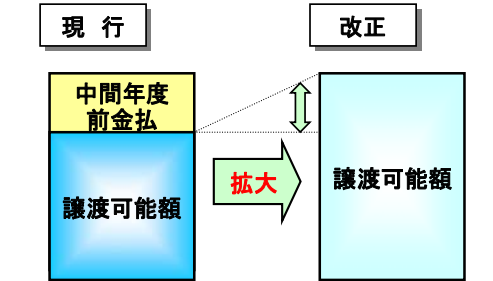 現 行
改正
中間年度
前金払
譲渡可能額
拡大
譲渡可能額